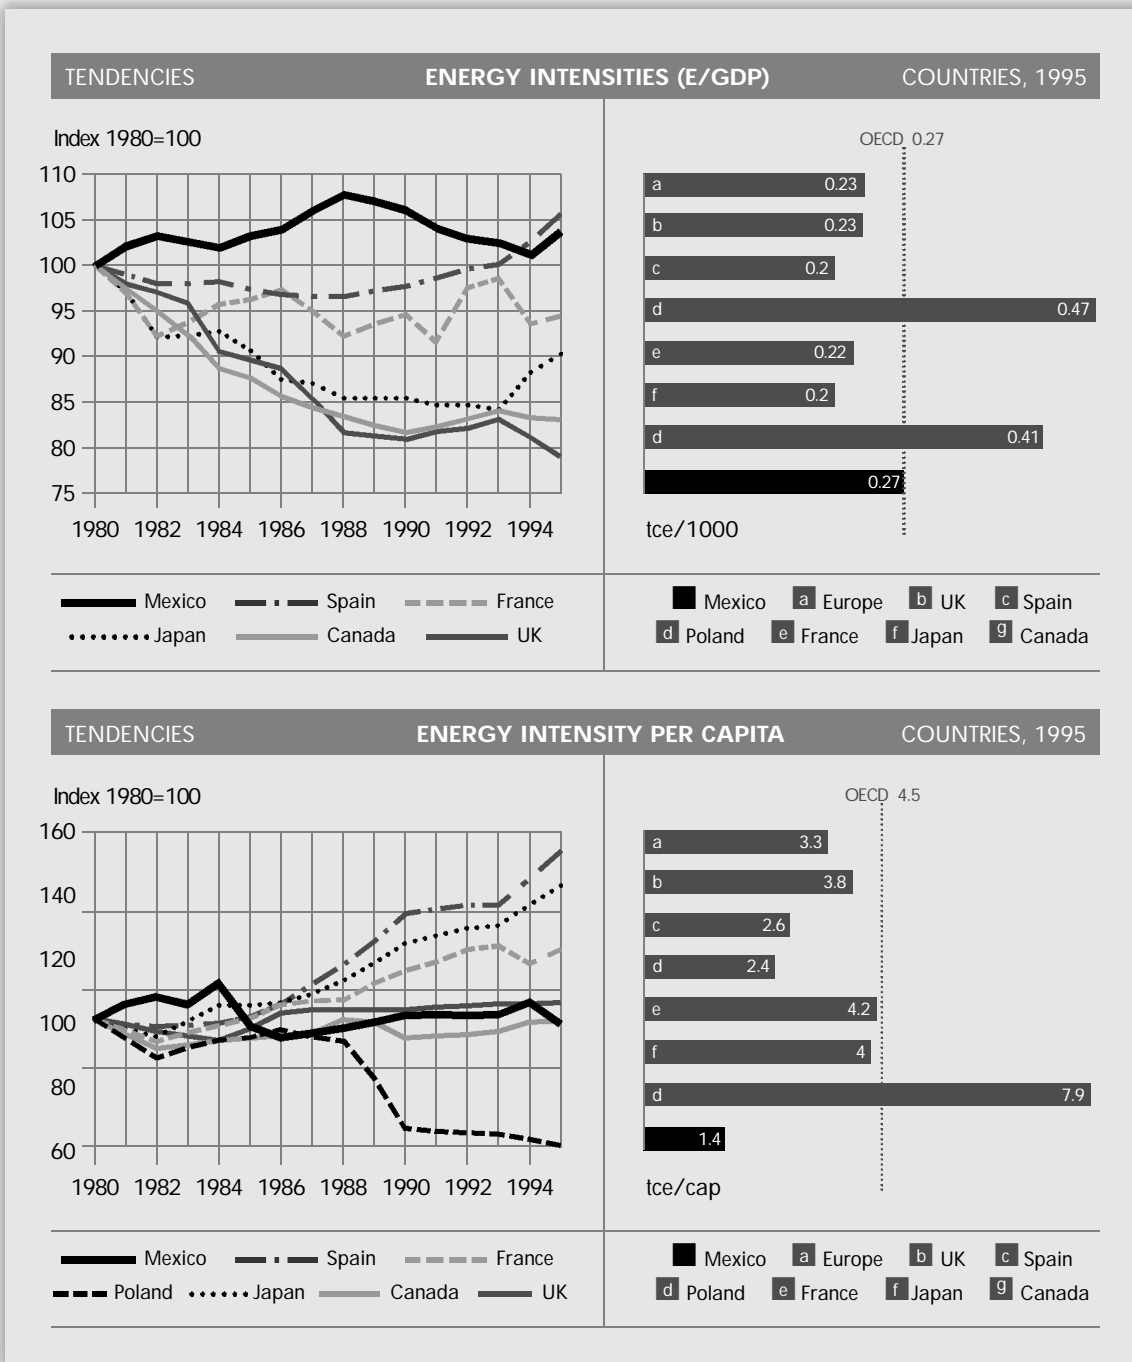 TENDENCIES ENERGY INTENSITIES (E/GDP) COUNTRIES, 1995
Index 1980=100
110
105
100
95
90
85
80
75
1980 1982 1984 1986 1988 1990 1992 1994
OECD 0.27
a 0.23
b 0.23
c 0.2
d 0.47
e 0.22
f 0.2
d 0.41
0.27
tce/1000
Mexico Spain France
Japan Canada UK
Mexico a Europe b UK c Spain
d Poland e France f Japan g Canada
TENDENCIES ENERGY INTENSITY PER CAPITA COUNTRIES, 1995
Index 1980=100
160
140
120
100
80
60
1980 1982 1984 1986 1988 1990 1992 1994
OECD 4.5
a 3.3
b 3.8
c 2.6
d 2.4
e 4.2
f 4
d 7.9
1.4
tce/cap
Mexico Spain France
Poland Japan Canada UK
Mexico a Europe b UK c Spain
d Poland e France f Japan g Canada